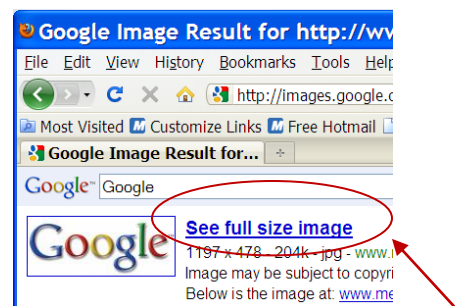 Google Image Result for http://wv
File Edit View History Bookmarks Tools Help
http://images.google.c
Most Visited Customize Links Free Hotmail
Google Image Result for...
Google™ Google
Google See full size image
1197 x 478 - 204k - jpg - www.
Image may be subject to copyri
Below is the image at: www.me